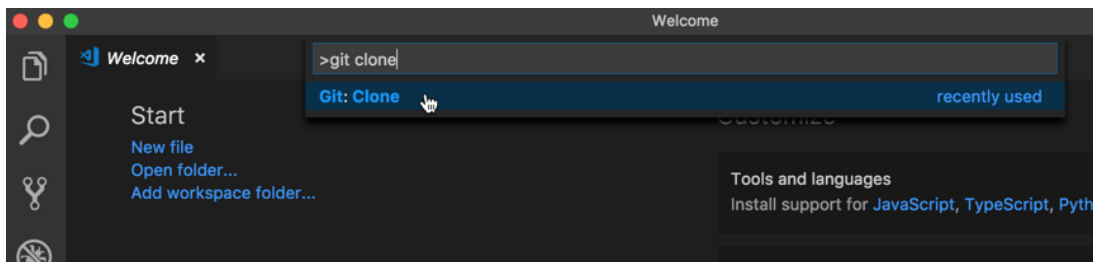 Welcome
Welcome ×
>git clone
Git: Clone
recently used
Start
Customize
New file
Open folder...
Add workspace folder...
Tools and languages
Install support for JavaScript, TypeScript, Pyth